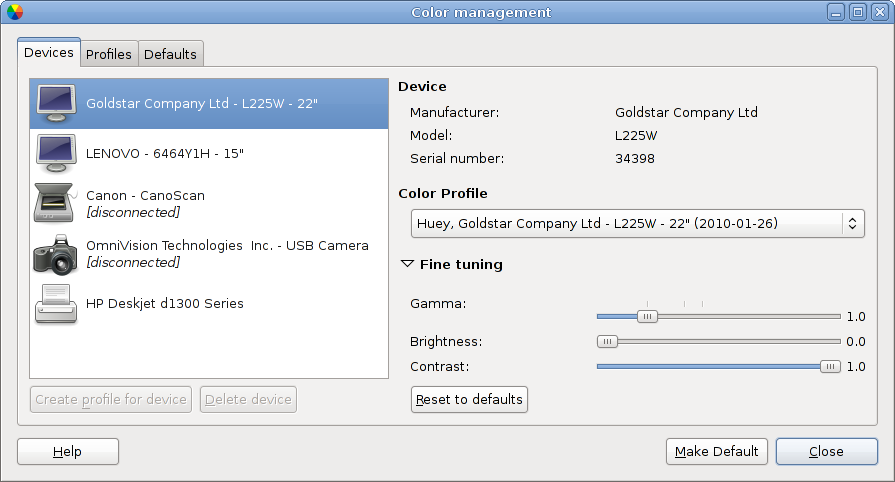 Color management
Devices
Profiles
Defaults
Goldstar Company Ltd - L225W - 22"
LENOVO - 6464Y1H - 15"
Canon - CanoScan
[disconnected]
OmniVision Technologies  Inc. - USB Camera
[disconnected]
HP Deskjet d1300 Series
Create profile for device
Delete device
Device
Manufacturer: Goldstar Company Ltd
Model: L225W
Serial number: 34398
Color Profile
Huey, Goldstar Company Ltd - L225W - 22" (2010-01-26)
Fine tuning
Gamma: 1.0
Brightness: 0.0
Contrast: 1.0
Reset to defaults
Help
Make Default
Close